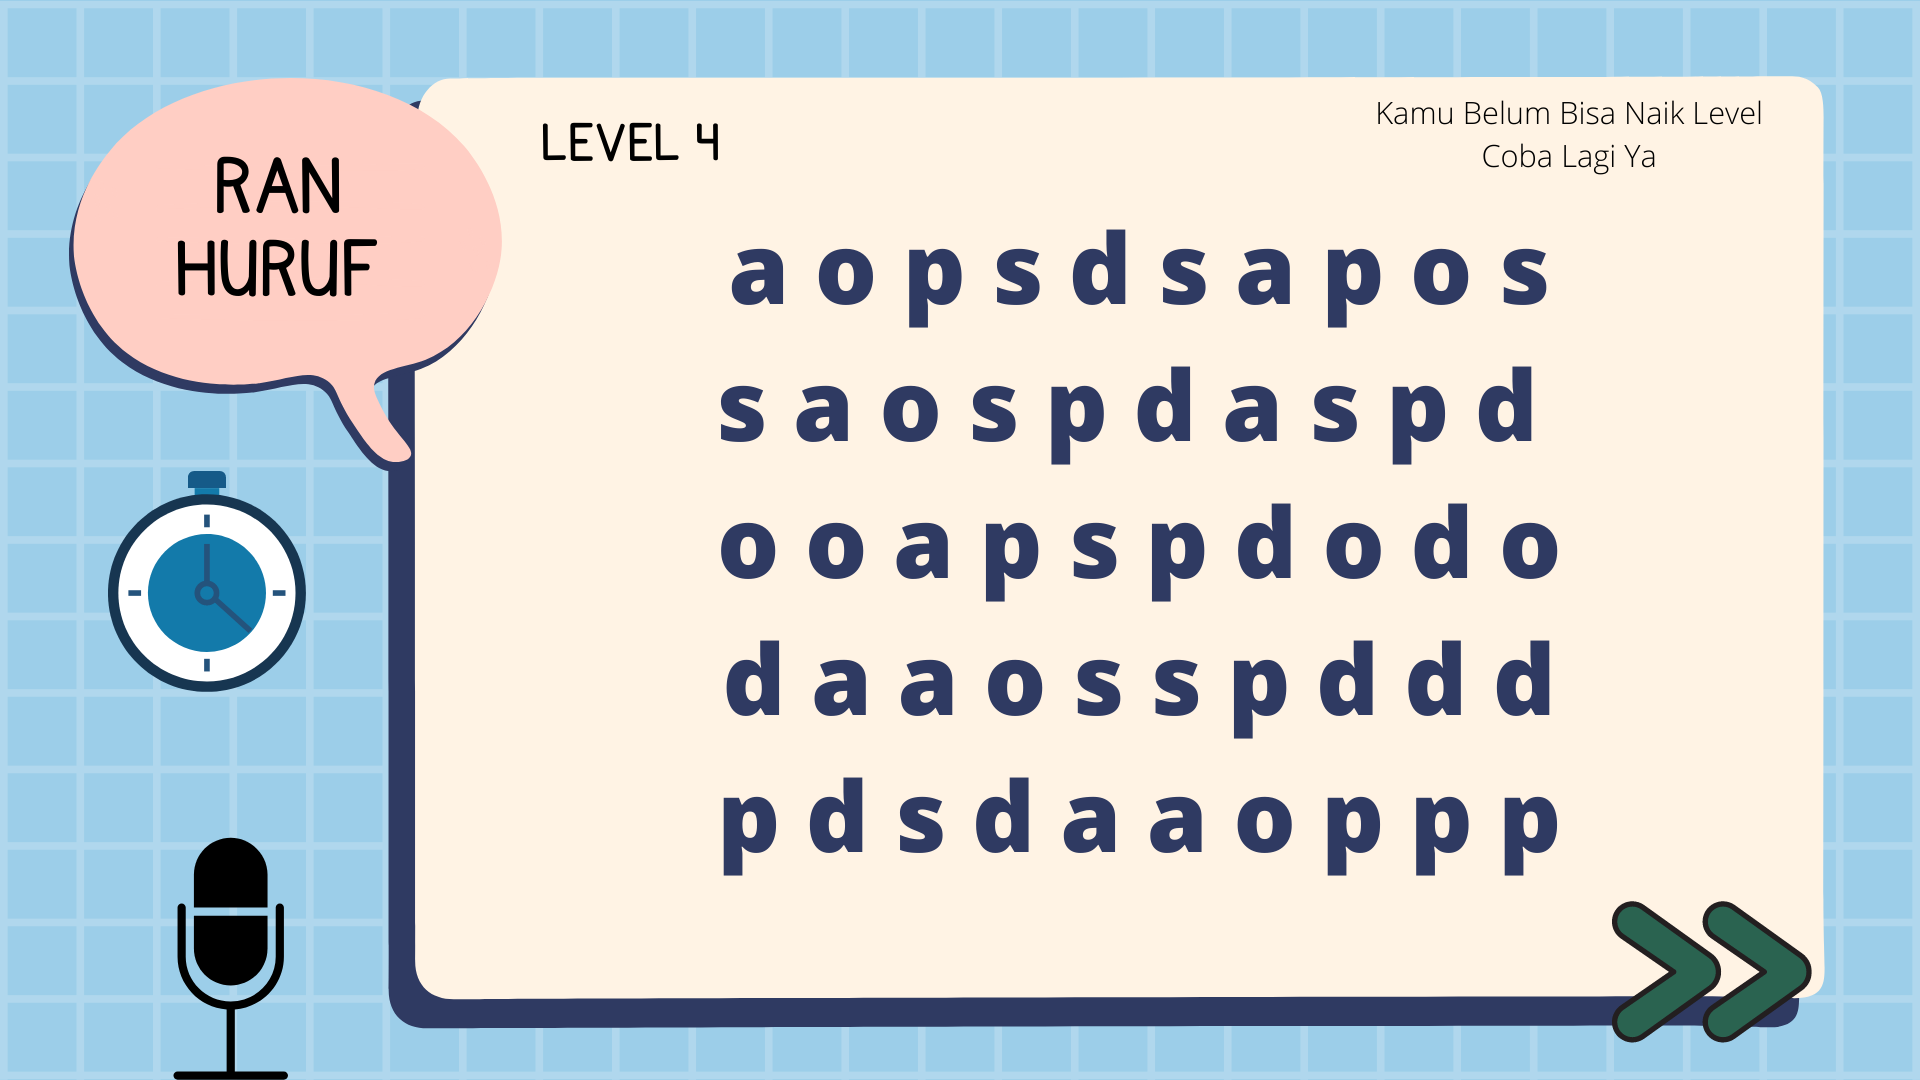 RAN
HURUF
LEVEL 4
Kamu Belum Bisa Naik Level
Coba Lagi Ya
a o p s d s a p o s
s a o s p d a s p d
o o a p s p d o d o
d a a o s s p d d d
p d s d a a o p p p